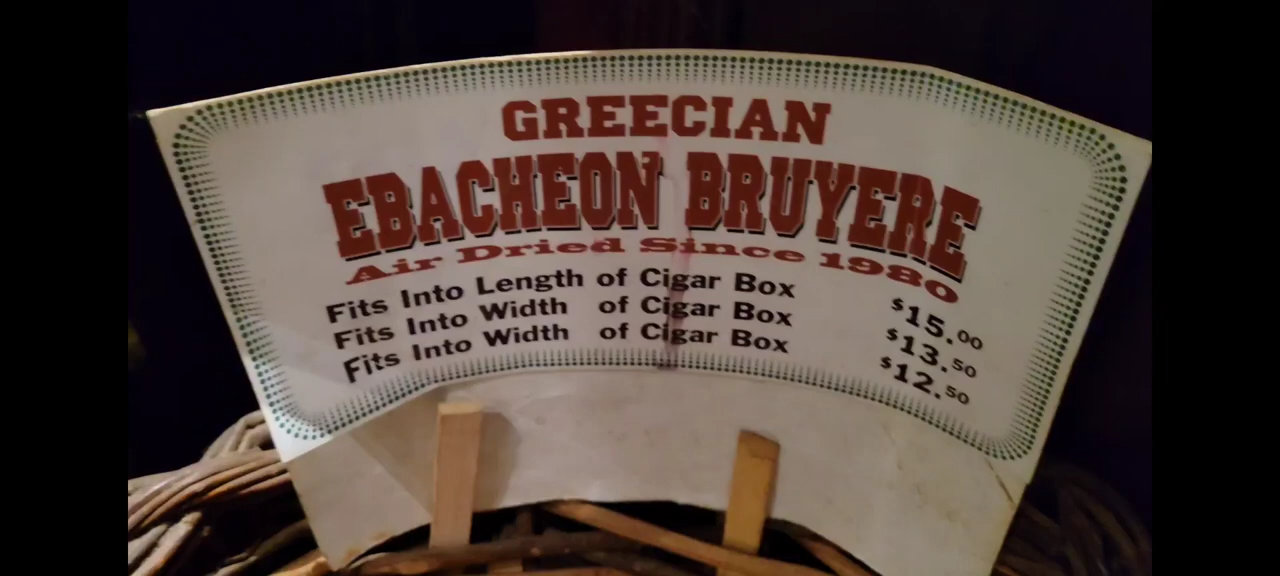 GREECIAN
EBACHEON BRUYERE
Air Dried Since 1980
Fits Into Length of Cigar Box $15.00
Fits Into Width of Cigar Box $13.50
Fits Into Width of Cigar Box $12.50